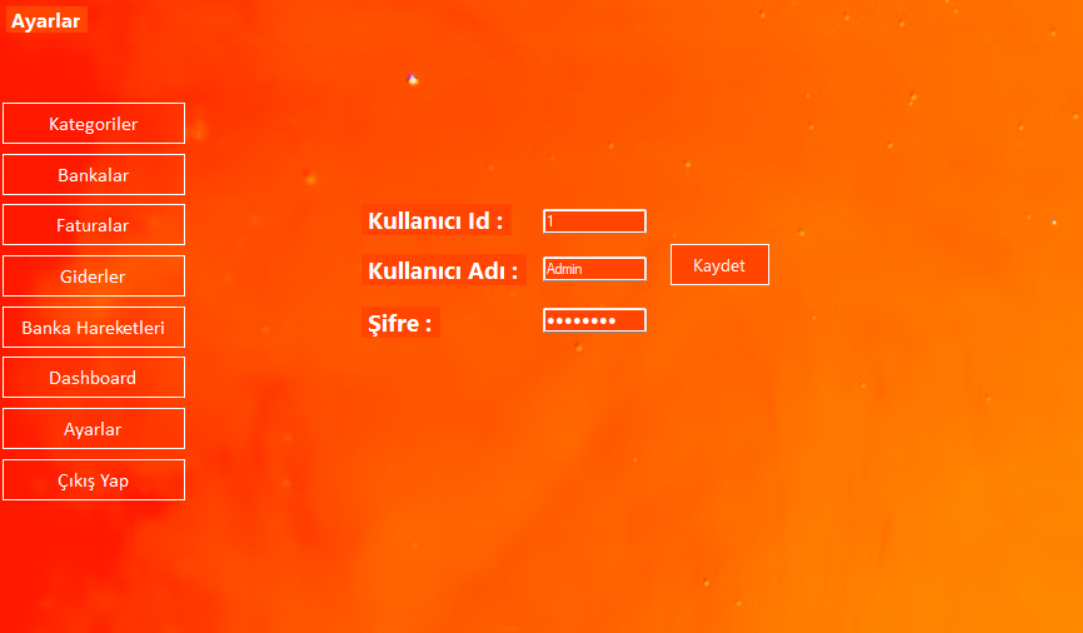 Ayarlar
Kategoriler
Bankalar
Faturalar
Giderler
Banka Hareketleri
Dashboard
Ayarlar
Çıkış Yap
Kullanıcı Id : 1
Kullanıcı Adı : Admin
Kaydet
Şifre : ••••••••